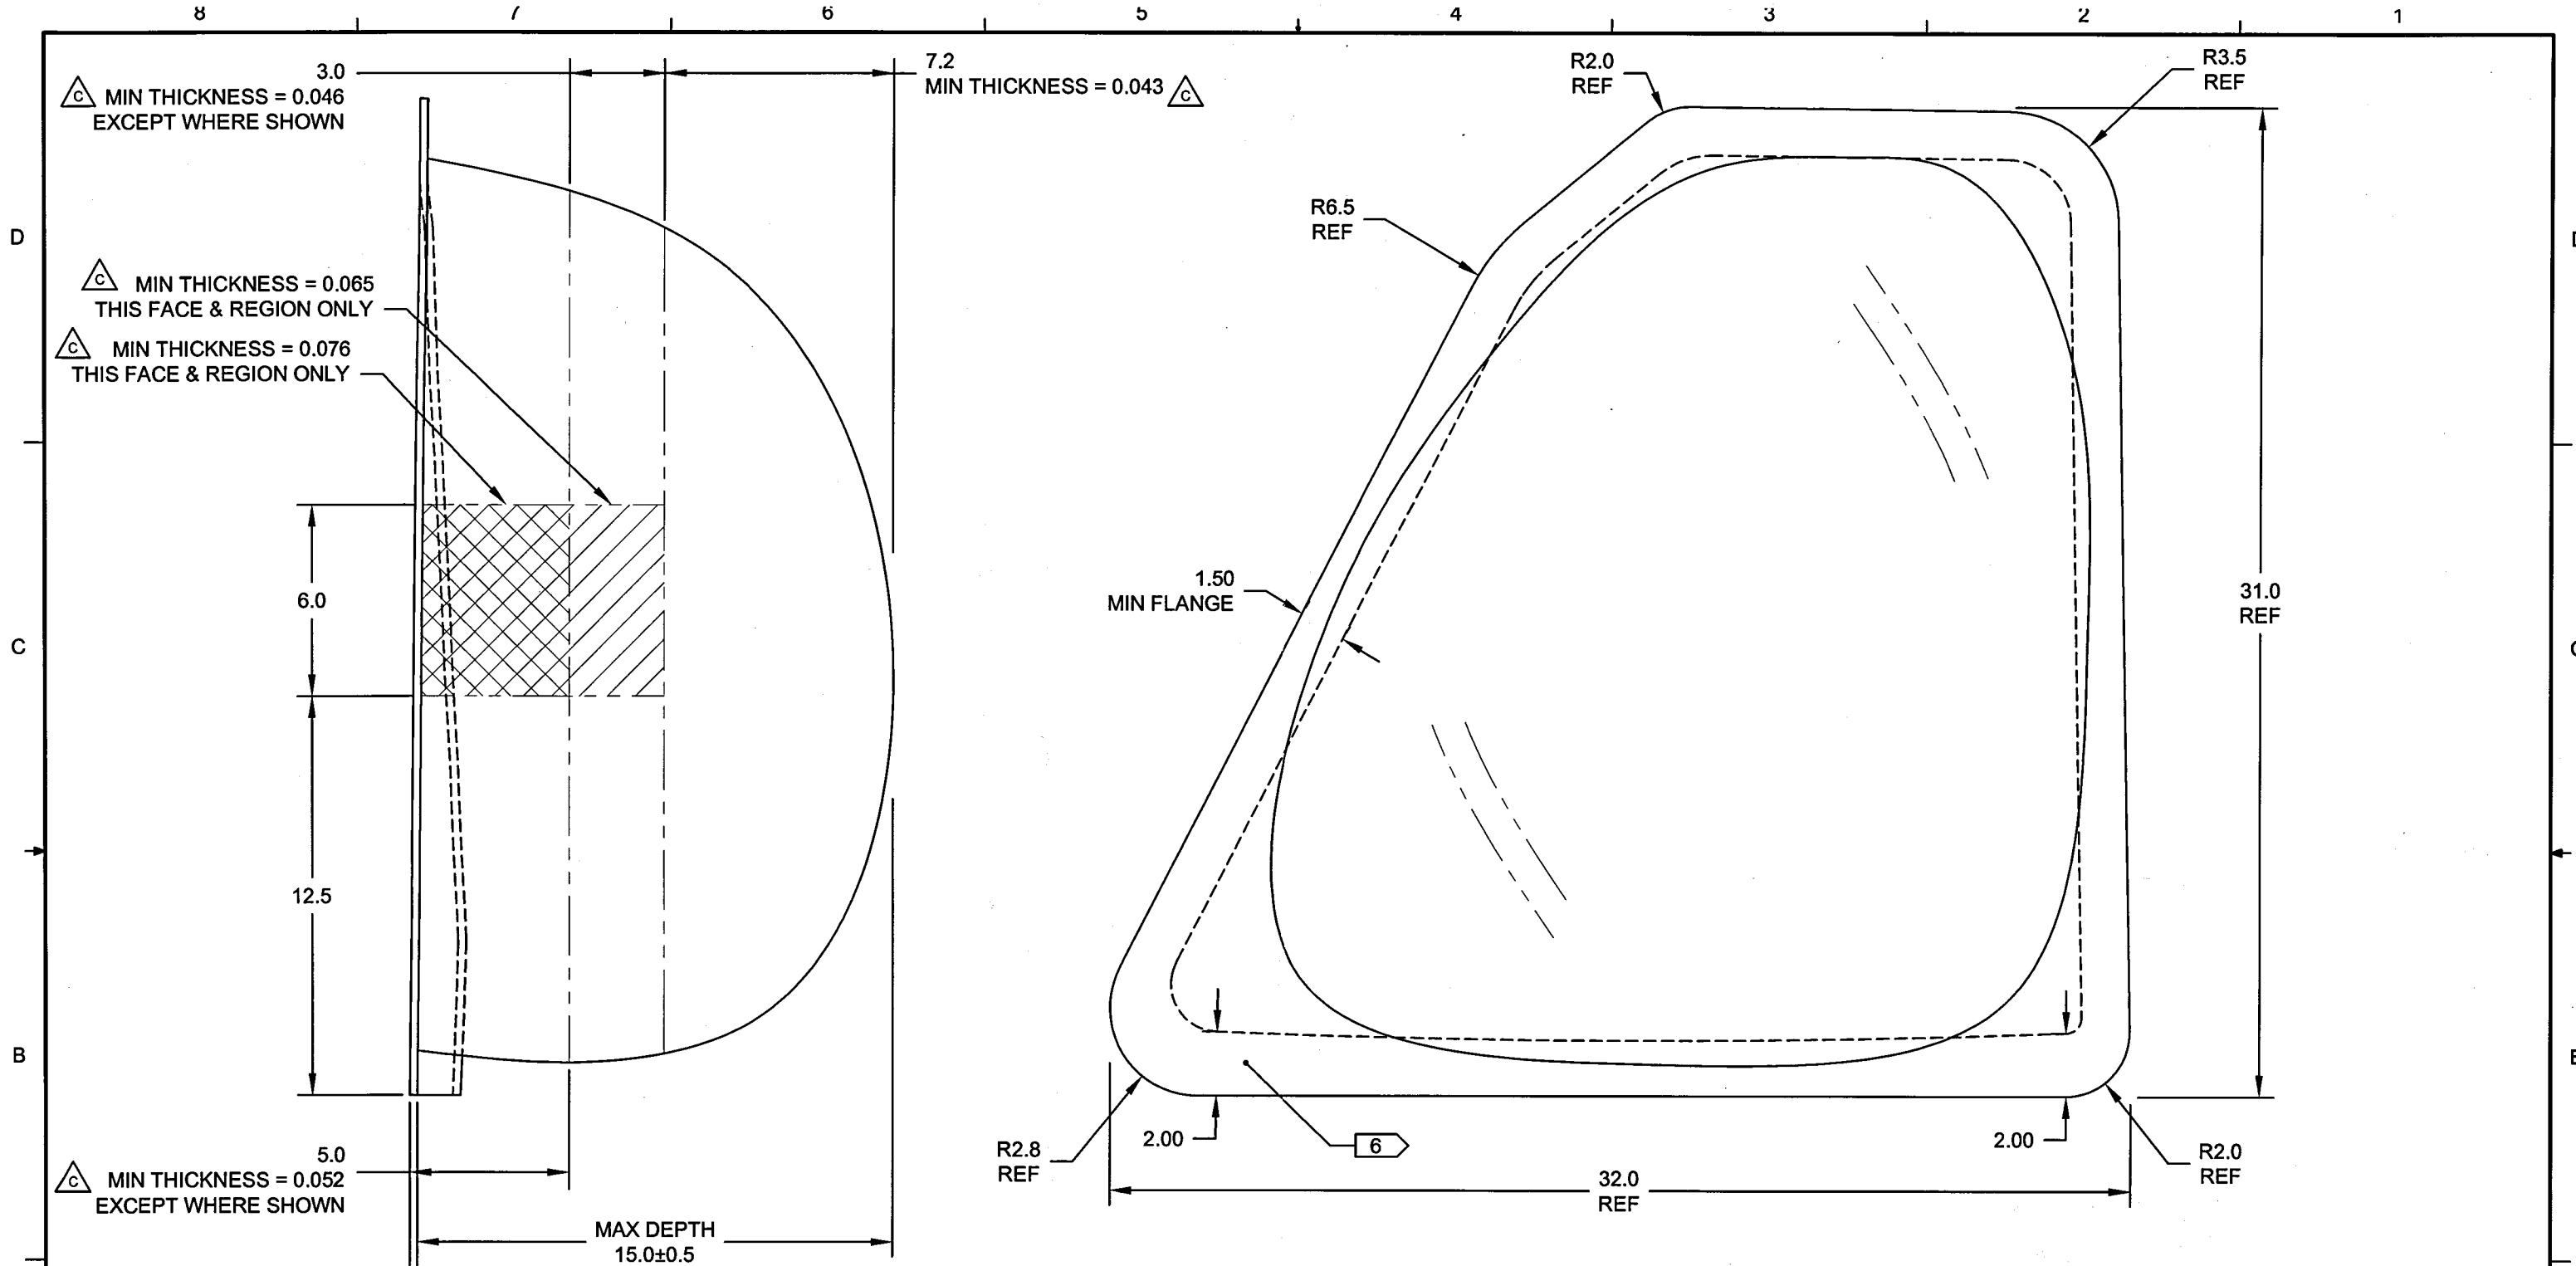 8 7 6 5 4 3 2 1
3.0
C MIN THICKNESS = 0.046
EXCEPT WHERE SHOWN
7.2
MIN THICKNESS = 0.043 C
R2.0
REF
R3.5
REF
D
R6.5
REF
C MIN THICKNESS = 0.065
THIS FACE & REGION ONLY
C MIN THICKNESS = 0.076
THIS FACE & REGION ONLY
1.50
MIN FLANGE
6.0
31.0
REF
C
12.5
B
R2.8
REF
2.00
6
2.00
R2.0
REF
32.0
REF
5.0
C MIN THICKNESS = 0.052
EXCEPT WHERE SHOWN
MAX DEPTH
15.0±0.5